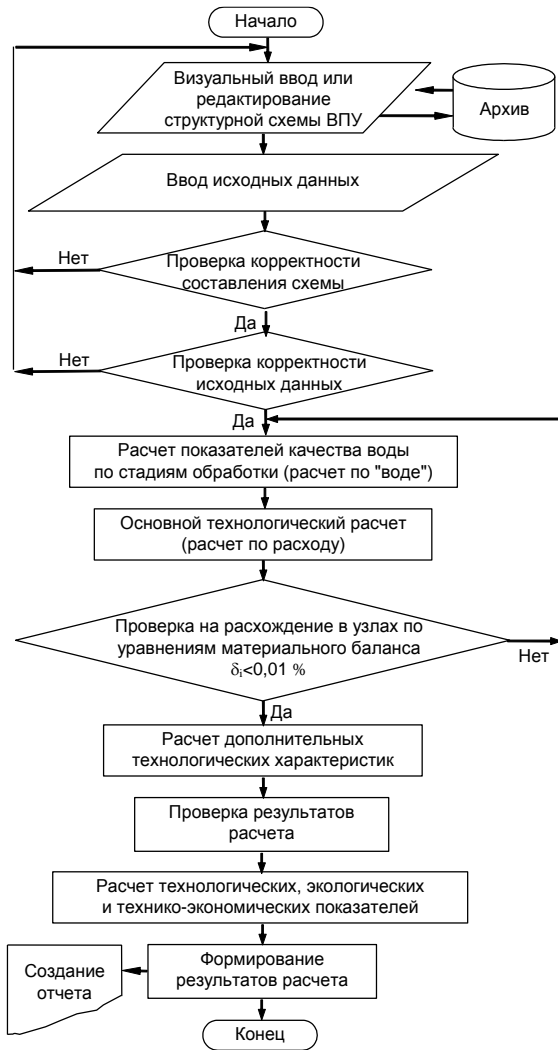 Начало
Визуальный ввод или
редактирование
структурной схемы ВПУ
Архив
Ввод исходных данных
Нет
Проверка корректности
составления схемы
Да
Нет
Проверка корректности
исходных данных
Да
Расчет показателей качества воды
по стадиям обработки (расчет по "воде")
Основной технологический расчет
(расчет по расходу)
Проверка на расхождение в узлах по
уравнениям материального баланса
δi<0,01 %
Нет
Да
Расчет дополнительных
технологических характеристик
Проверка результатов
расчета
Расчет технологических, экологических
и технико-экономических показателей
Создание
отчета
Формирование
результатов расчета
Конец